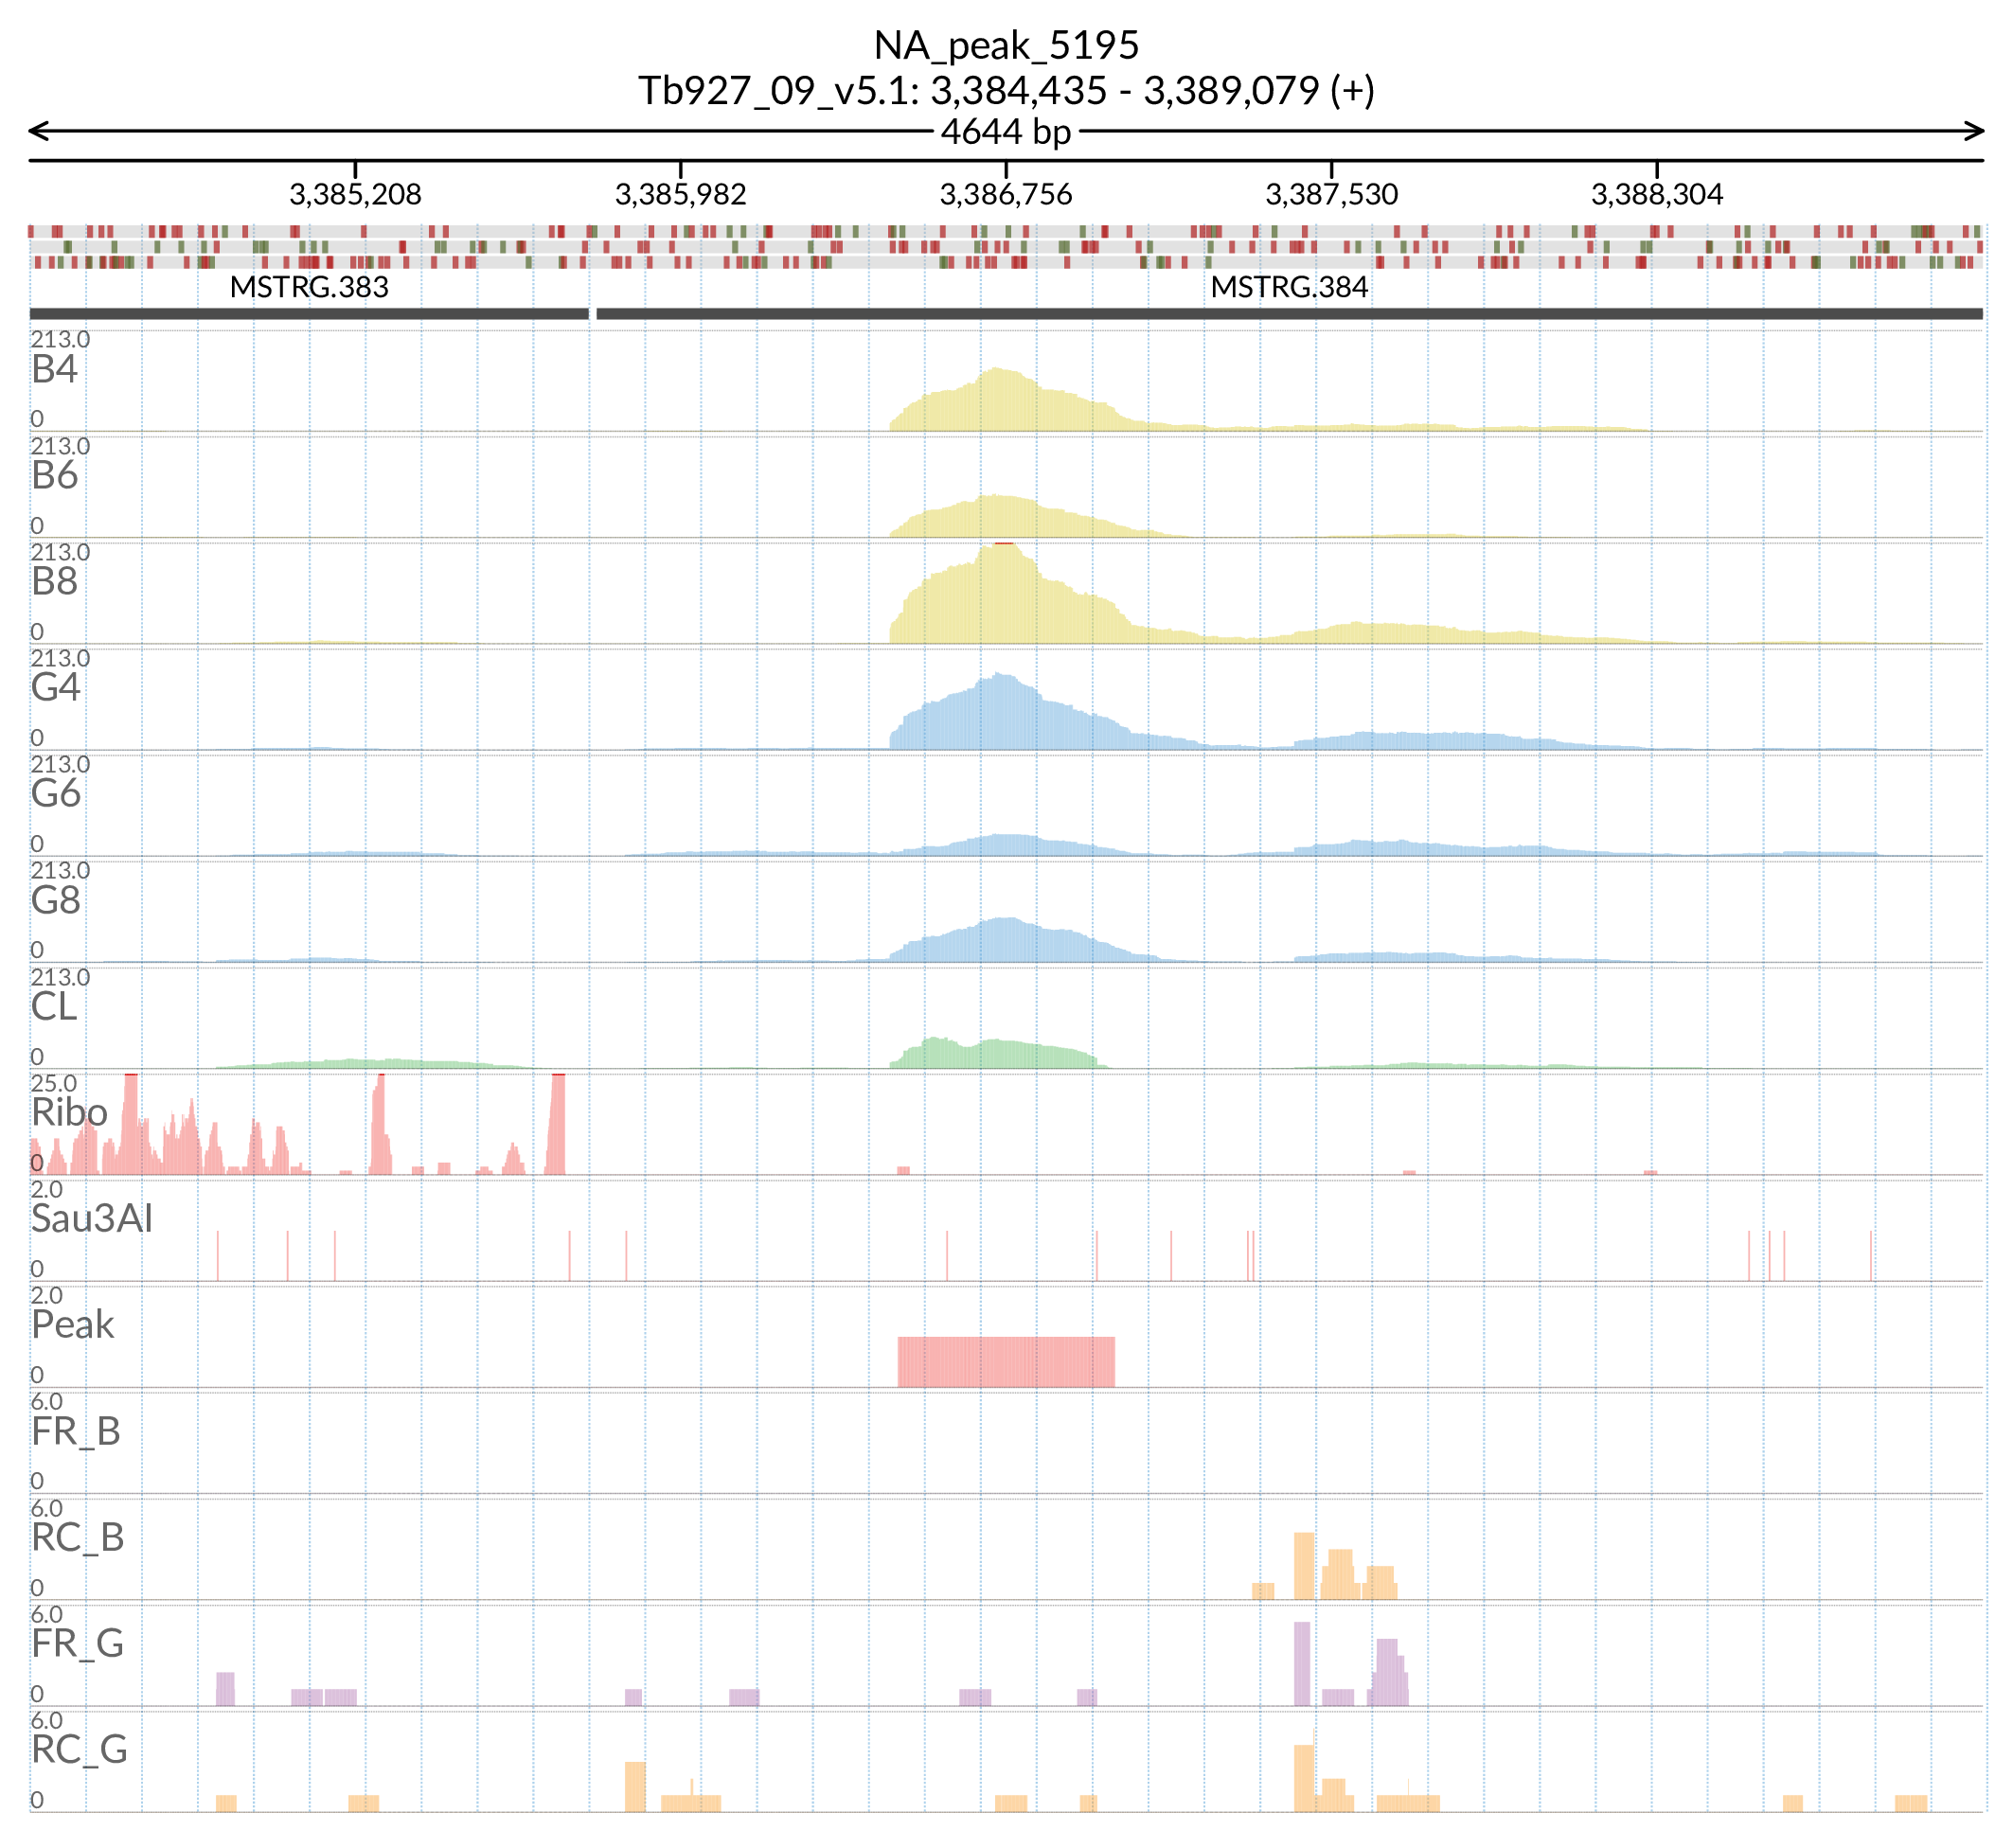 NA_peak_5195
Tb927_09_v5.1: 3,384,435 - 3,389,079 (+)
4644 bp
3,385,208 3,385,982 3,386,756 3,387,530 3,388,304
MSTRG.383 MSTRG.384
213.0
B4
0
213.0
B6
0
213.0
B8
0
213.0
G4
0
213.0
G6
0
213.0
G8
0
213.0
CL
0
25.0
Ribo
0
2.0
Sau3AI
0
2.0
Peak
0
6.0
FR_B
0
6.0
RC_B
0
6.0
FR_G
0
6.0
RC_G
0